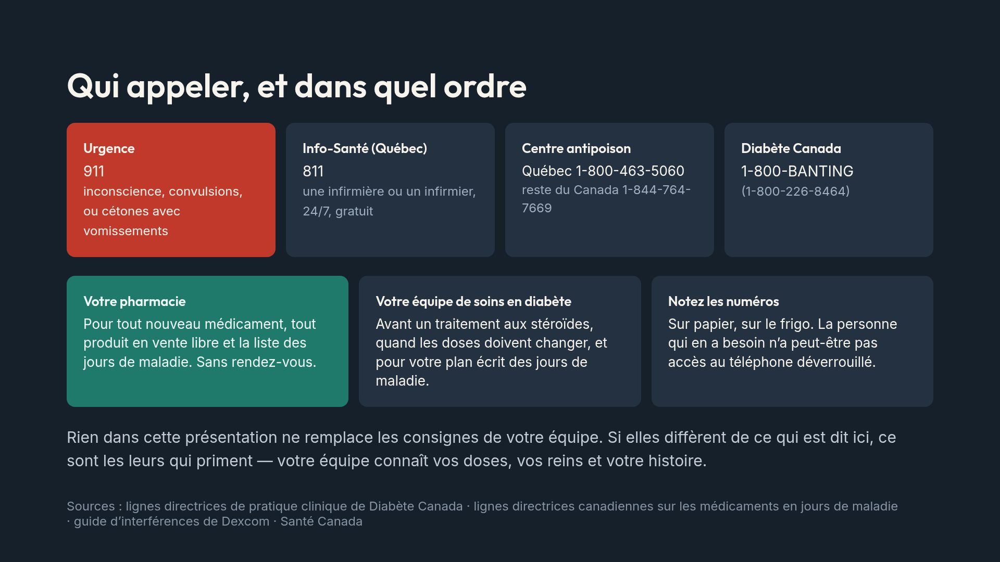 Qui appeler, et dans quel ordre
Urgence
911
inconscience, convulsions,
ou cétones avec
vomissements
Info-Santé (Québec)
811
une infirmière ou un infirmier,
24/7, gratuit
Centre antipoison
Québec 1-800-463-5060
reste du Canada 1-844-764-
7669
Diabète Canada
1-800-BANTING
(1-800-226-8464)
Votre pharmacie
Pour tout nouveau médicament, tout
produit en vente libre et la liste des
jours de maladie. Sans rendez-vous.
Votre équipe de soins en diabète
Avant un traitement aux stéroïdes,
quand les doses doivent changer, et
pour votre plan écrit des jours de
maladie.
Notez les numéros
Sur papier, sur le frigo. La personne
qui en a besoin n’a peut-être pas
accès au téléphone déverrouillé.
Rien dans cette présentation ne remplace les consignes de votre équipe. Si elles diffèrent de ce qui est dit ici, ce
sont les leurs qui priment — votre équipe connaît vos doses, vos reins et votre histoire.
Sources : lignes directrices de pratique clinique de Diabète Canada · lignes directrices canadiennes sur les médicaments en jours de maladie
· guide d’interférences de Dexcom · Santé Canada